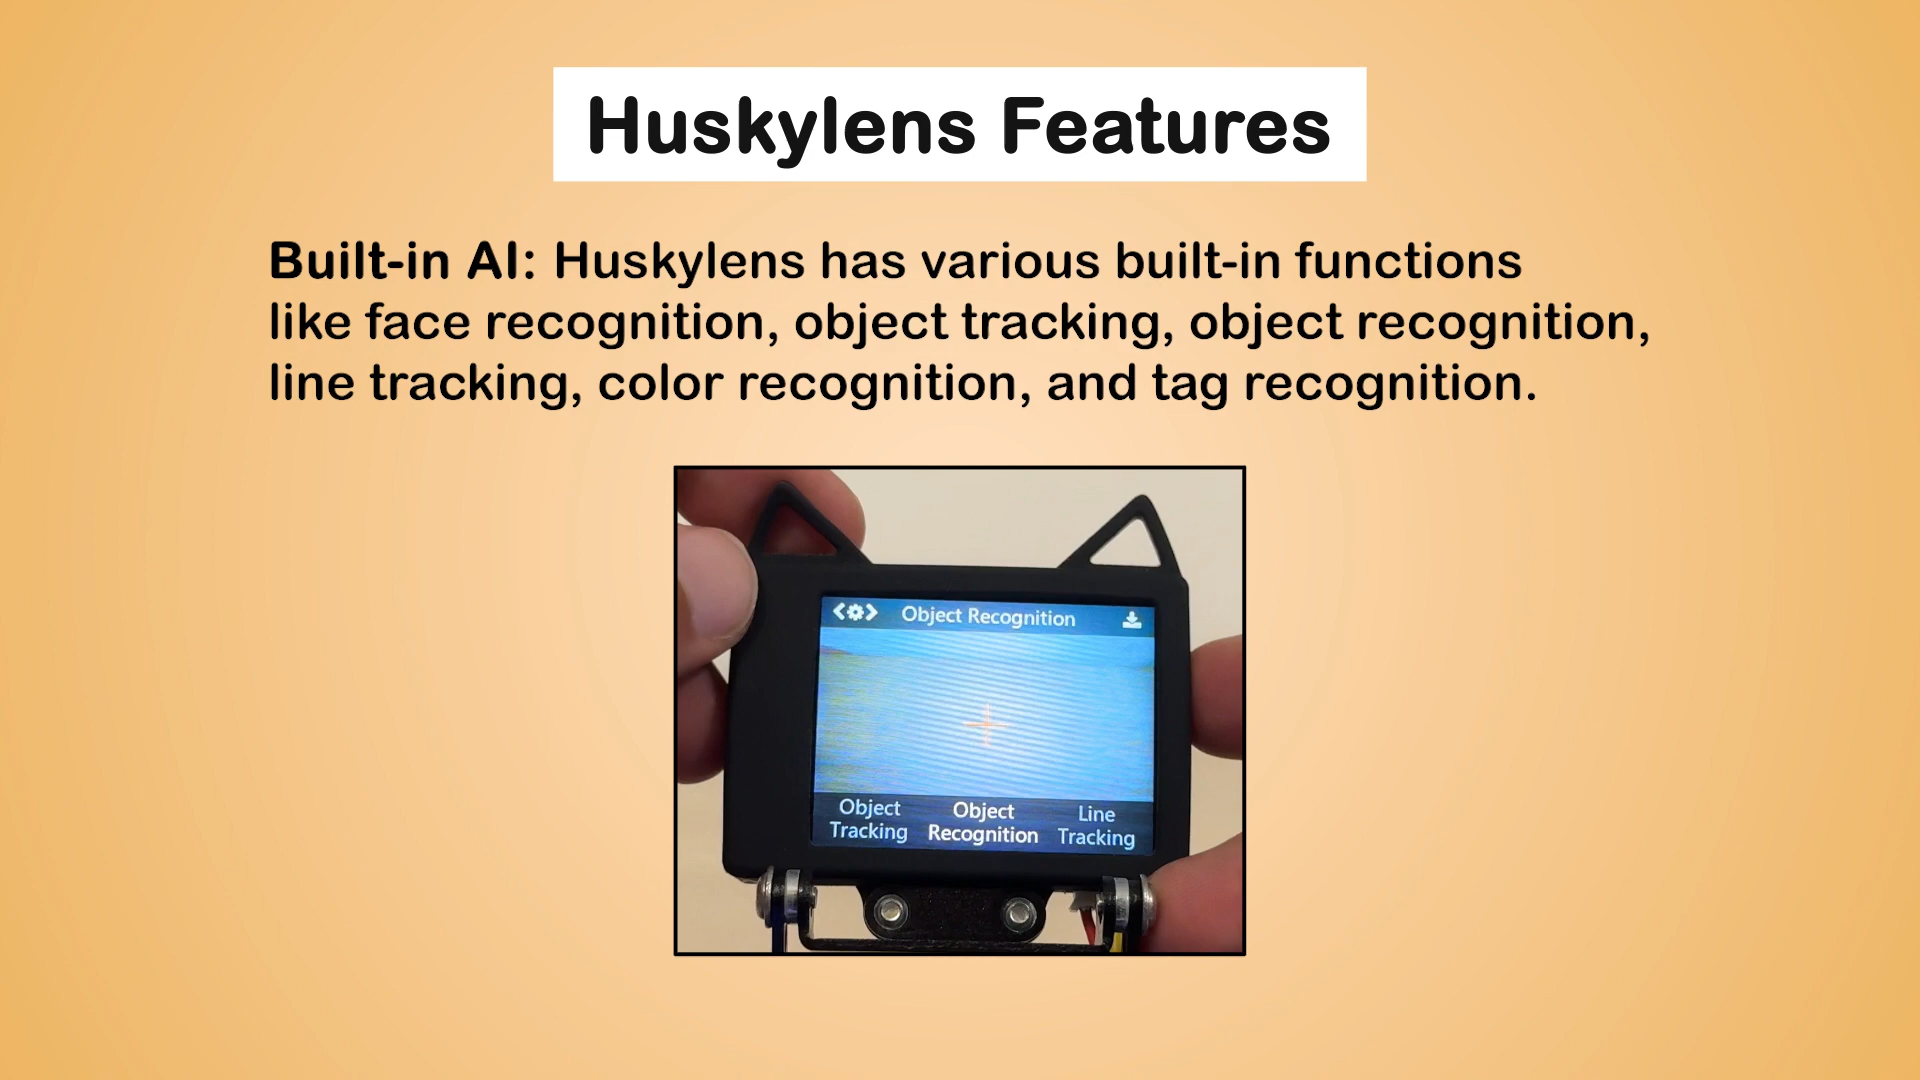 Huskylens Features
Built-in AI: Huskylens has various built-in functions
like face recognition, object tracking, object recognition,
line tracking, color recognition, and tag recognition.
Object Recognition
Object Tracking
Object Recognition
Line Tracking